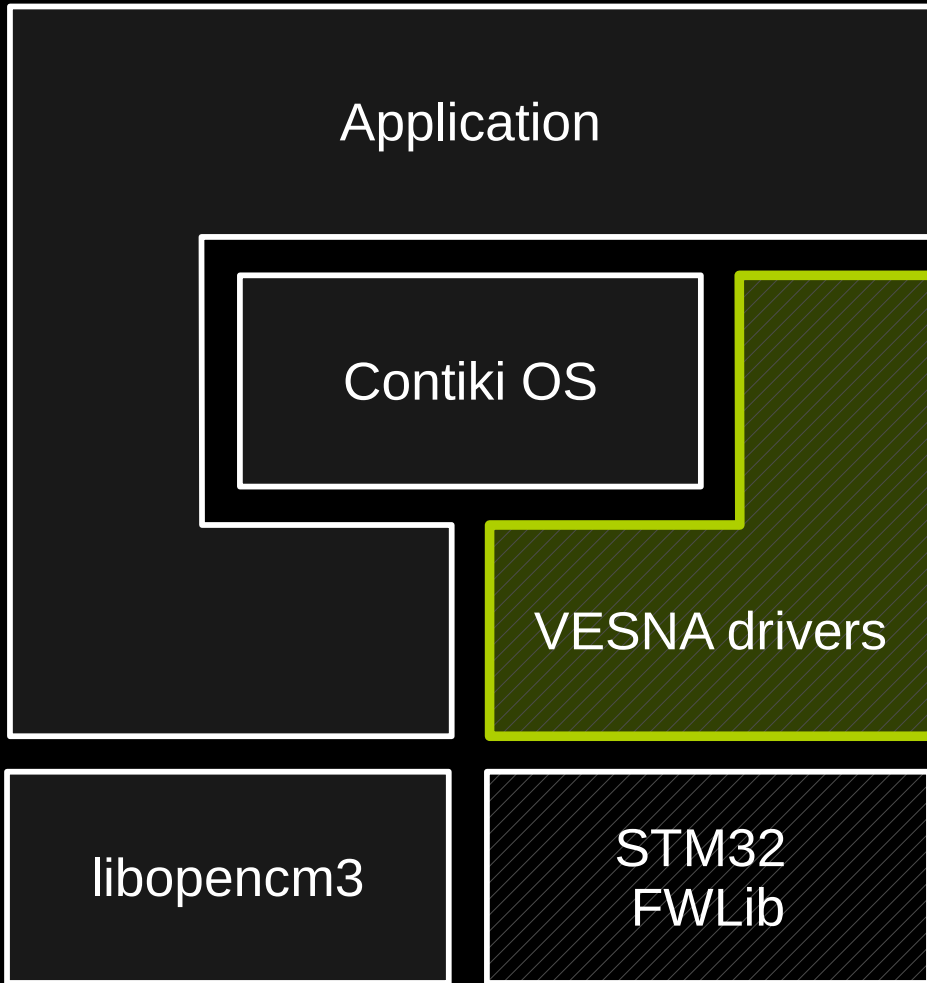 Application
Contiki OS
VESNA drivers
libopencm3
STM32
FWLib